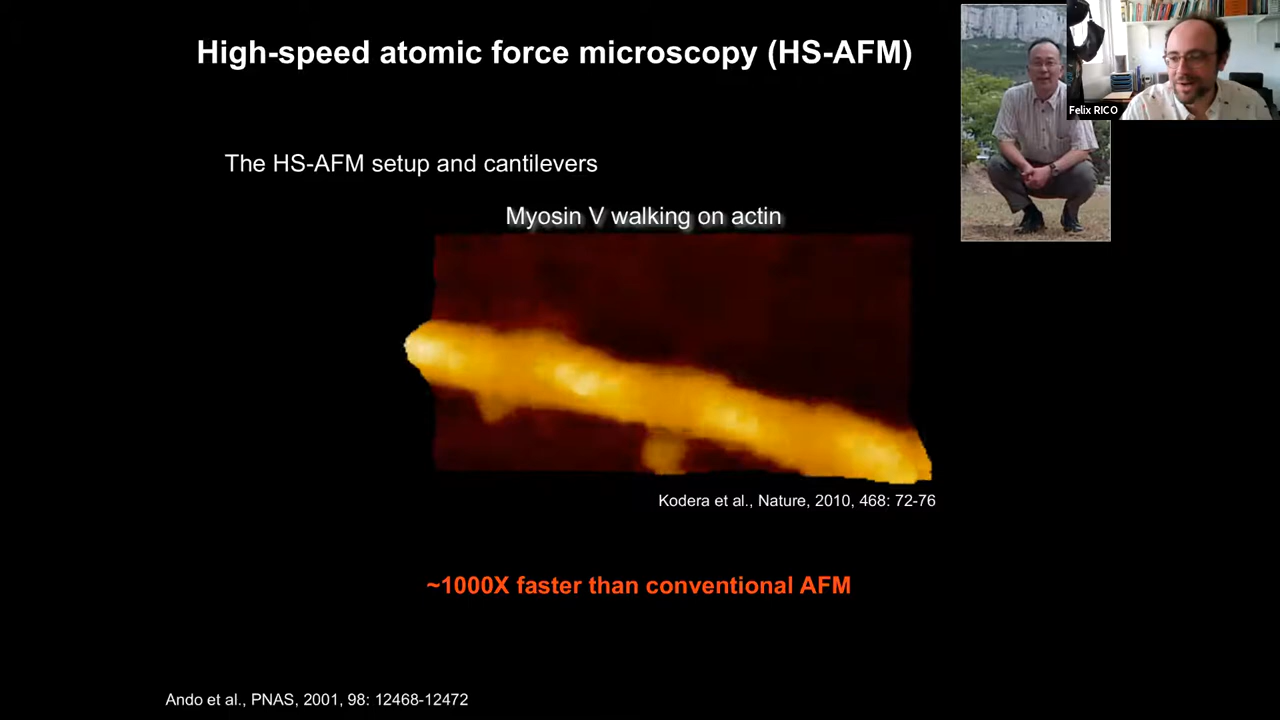 High-speed atomic force microscopy (HS-AFM)
Felix RICO
The HS-AFM setup and cantilevers
Myosin V walking on actin
Kodera et al., Nature, 2010, 468: 72-76
~1000X faster than conventional AFM
Ando et al., PNAS, 2001, 98: 12468-12472